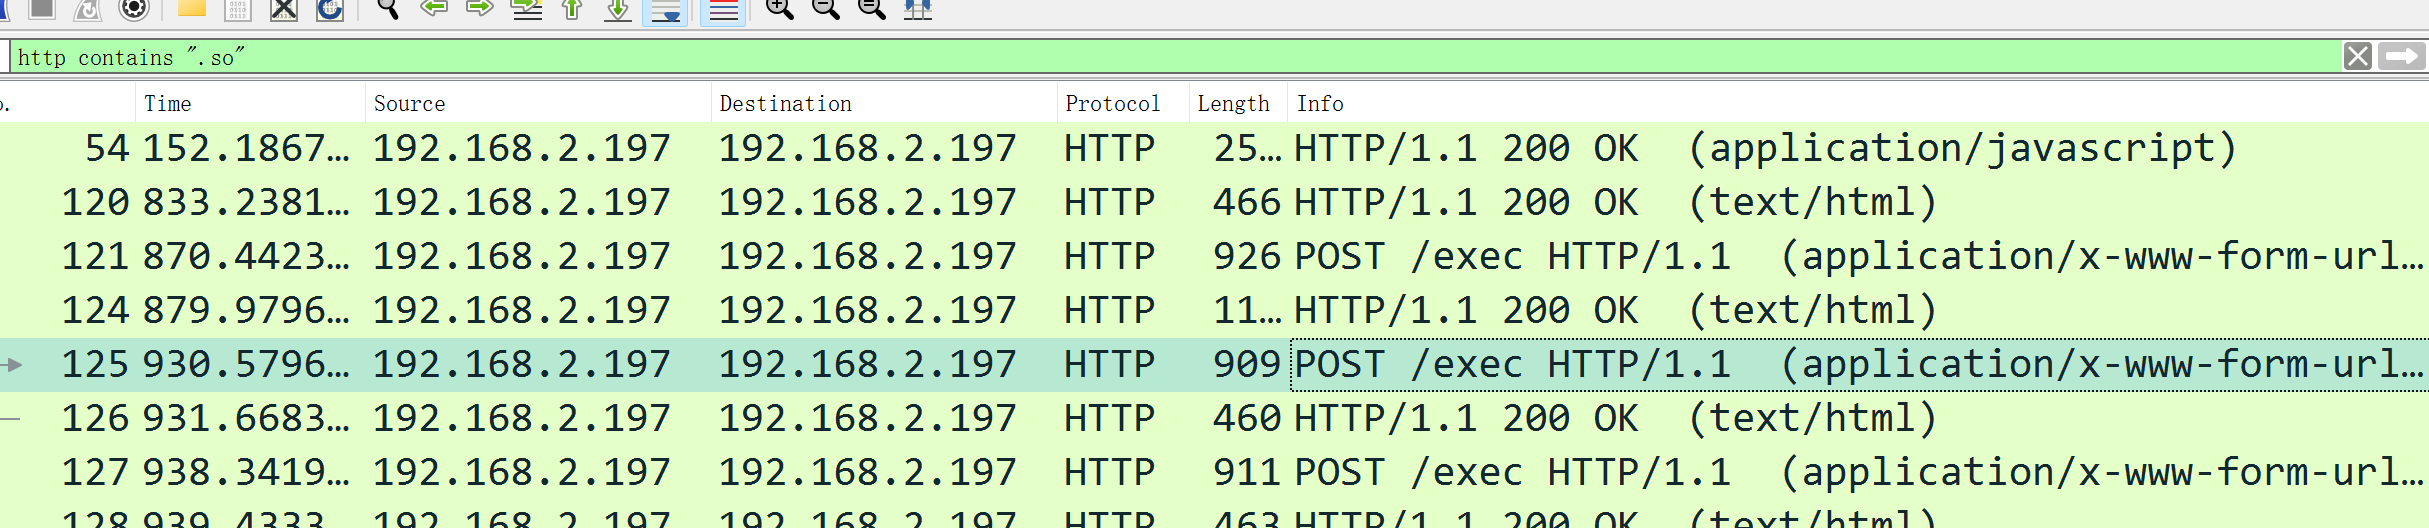 http contains ".so"
Time Source Destination Protocol Length Info
54 152.1867… 192.168.2.197 192.168.2.197 HTTP 25… HTTP/1.1 200 OK (application/javascript)
120 833.2381… 192.168.2.197 192.168.2.197 HTTP 466 HTTP/1.1 200 OK (text/html)
121 870.4423… 192.168.2.197 192.168.2.197 HTTP 926 POST /exec HTTP/1.1 (application/x-www-form-url…
124 879.9796… 192.168.2.197 192.168.2.197 HTTP 11… HTTP/1.1 200 OK (text/html)
125 930.5796… 192.168.2.197 192.168.2.197 HTTP 909 POST /exec HTTP/1.1 (application/x-www-form-url…
126 931.6683… 192.168.2.197 192.168.2.197 HTTP 460 HTTP/1.1 200 OK (text/html)
127 938.3419… 192.168.2.197 192.168.2.197 HTTP 911 POST /exec HTTP/1.1 (application/x-www-form-url…
128 939.4333 192.168.2.197 192.168.2.197 HTTP 463 HTTP/1.1 200 OK (text/html)